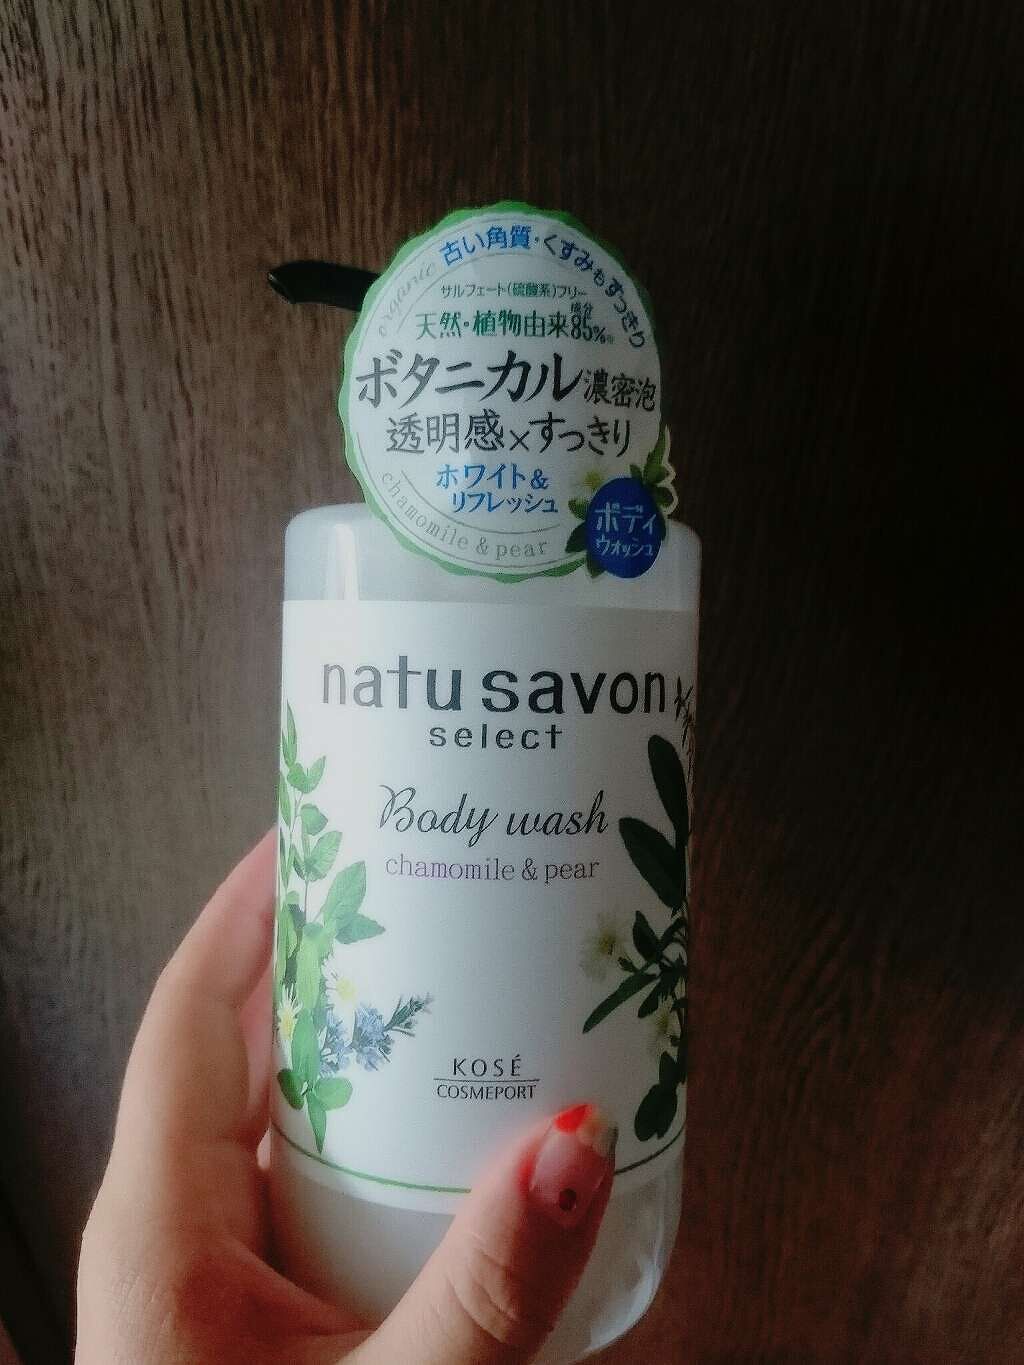 古い角質・くすみもすっきり
organic
サルフェート(硫酸系)フリー
成分
天然・植物由来85%※
ボタニカル濃密泡
透明感×すっきり
ホワイト&
リフレッシュ
chamomile & pear
ボディ
ウォッシュ
natu savon
select
Body wash
chamomile & pear
KOSÉ
COSMEPORT